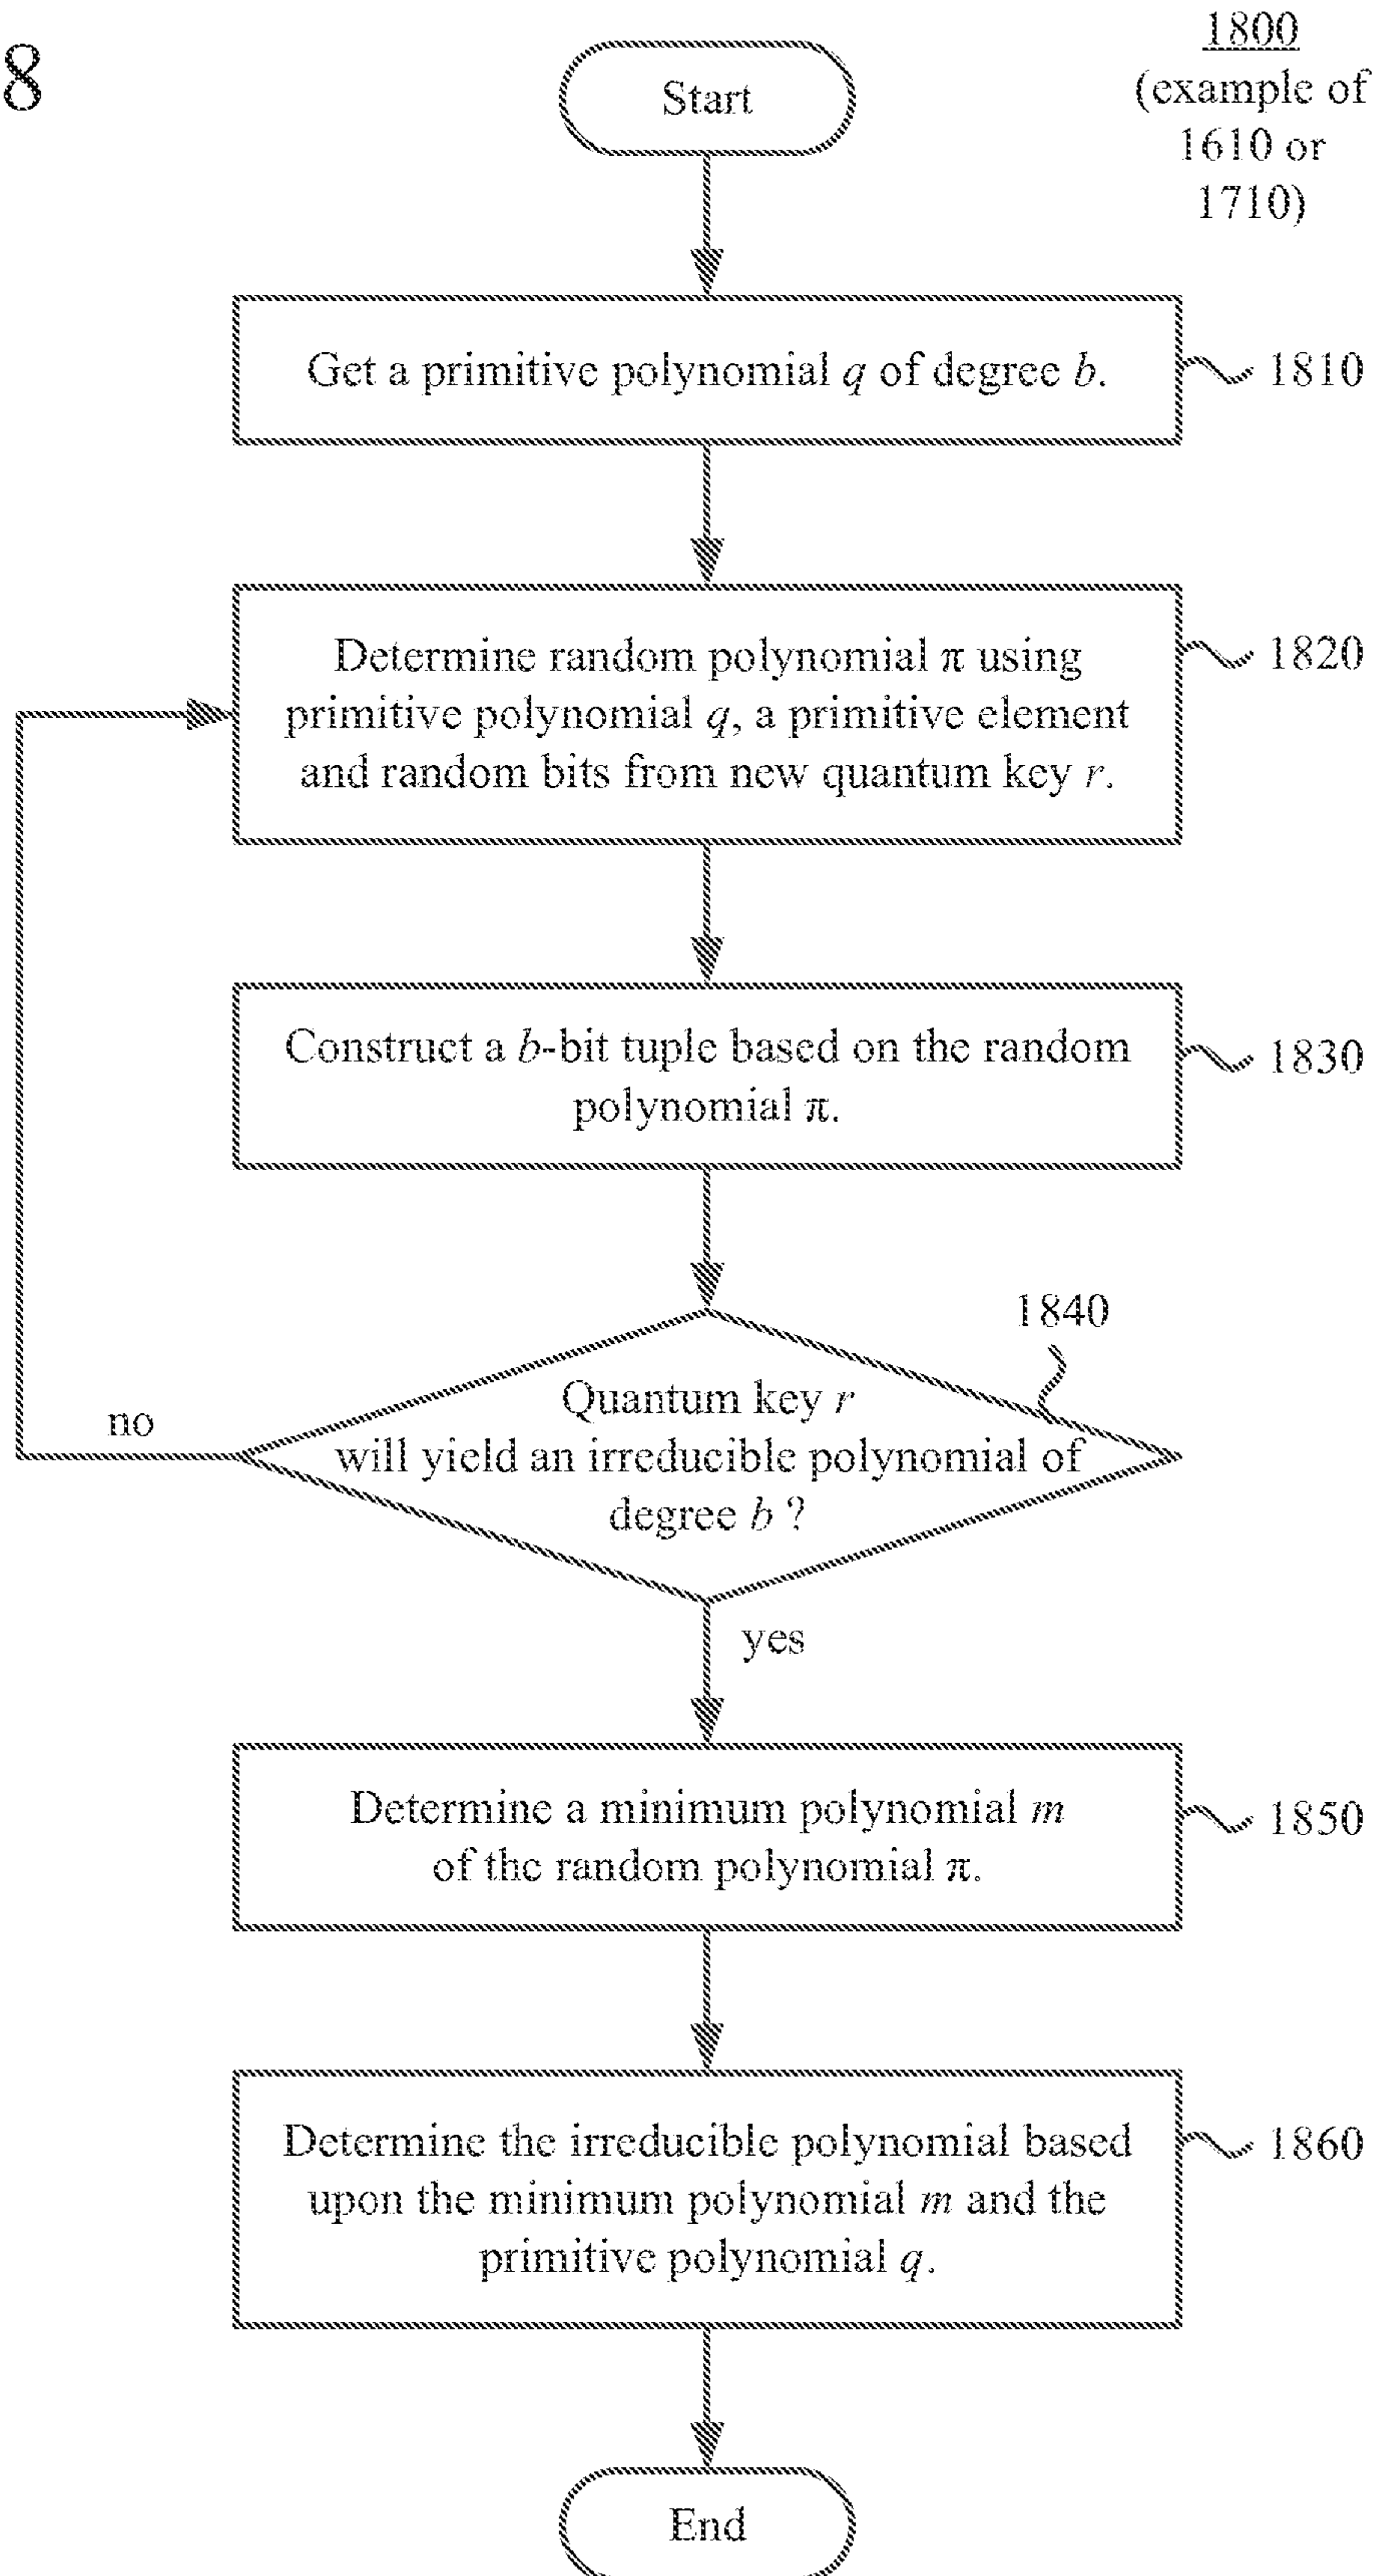 8
1800
(example of
1610 or
1710)
Start
Get a primitive polynomial q of degree b.
1810
Determine random polynomial π using
primitive polynomial q, a primitive element
and random bits from new quantum key r.
1820
Construct a b-bit tuple based on the random
polynomial π.
1830
1840
Quantum key r
will yield an irreducible polynomial of
degree b ?
no
yes
Determine a minimum polynomial m
of the random polynomial π.
1850
Determine the irreducible polynomial based
upon the minimum polynomial m and the
primitive polynomial q.
1860
End